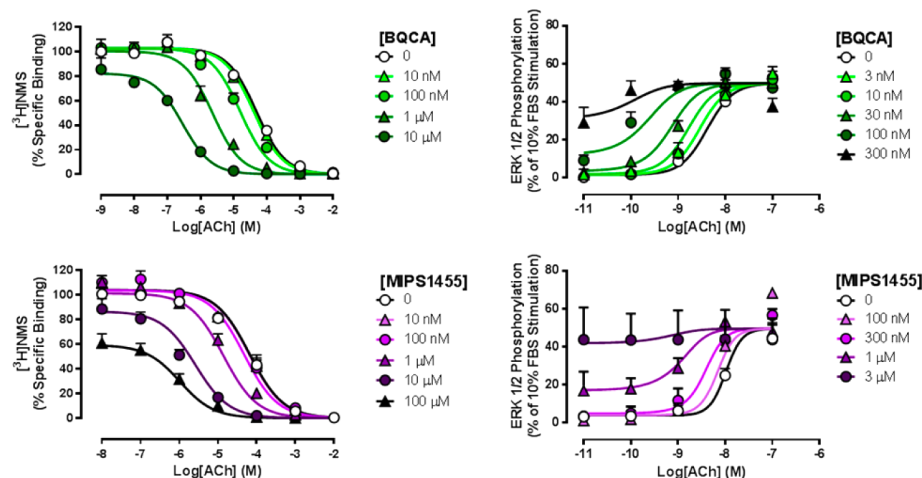 [³H]NMS
(% Specific Binding)
120
100
80
60
40
20
0
-9
-8
-7
-6
-5
-4
-3
-2
Log[ACh] (M)
[BQCA]
0
10 nM
100 nM
1 µM
10 µM
ERK 1/2 Phosphorylation
(% of 10% FBS Stimulation)
80
60
40
20
0
-11
-10
-9
-8
-7
-6
Log[ACh] (M)
[BQCA]
0
3 nM
10 nM
30 nM
100 nM
300 nM
[³H]NMS
(% Specific Binding)
120
100
80
60
40
20
0
-8
-7
-6
-5
-4
-3
-2
Log[ACh] (M)
[MIPS1455]
0
10 nM
100 nM
1 µM
10 µM
100 µM
ERK 1/2 Phosphorylation
(% of 10% FBS Stimulation)
80
60
40
20
0
-11
-10
-9
-8
-7
-6
Log[ACh] (M)
[MIPS1455]
0
100 nM
300 nM
1 µM
3 µM